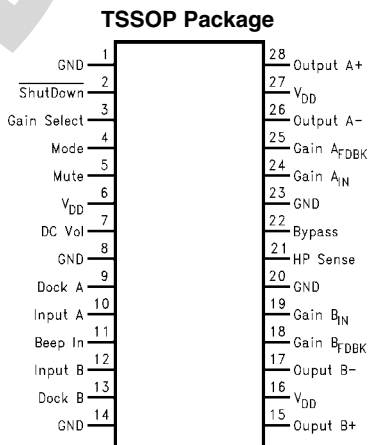 TSSOP Package
1 GND
2 ShutDown
3 Gain Select
4 Mode
5 Mute
6 VDD
7 DC Vol
8 GND
9 Dock A
10 Input A
11 Beep In
12 Input B
13 Dock B
14 GND
28 Output A+
27 VDD
26 Output A-
25 Gain AFDBK
24 Gain AIN
23 GND
22 Bypass
21 HP Sense
20 GND
19 Gain BIN
18 Gain BFDBK
17 Ouput B-
16 VDD
15 Ouput B+